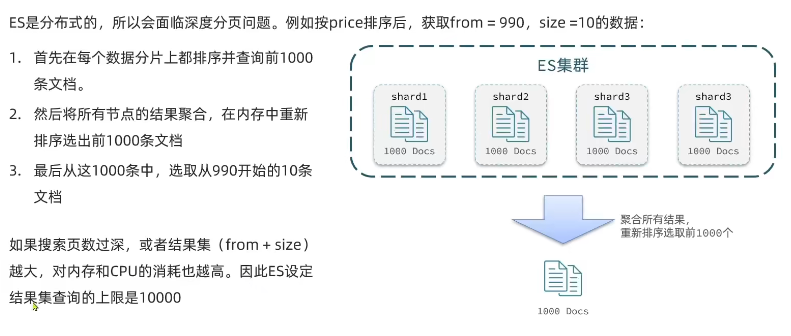 ES是分布式的，所以会面临深度分页问题。例如按price排序后，获取from = 990，size =10的数据：
1. 首先在每个数据分片上都排序并查询前1000
条文档。
2. 然后将所有节点的结果聚合，在内存中重新
排序选出前1000条文档
3. 最后从这1000条中，选取从990开始的10条
文档
如果搜索页数过深，或者结果集（from + size）
越大，对内存和CPU的消耗也越高。因此ES设定
结果集查询的上限是10000
ES集群
shard1
shard2
shard3
shard3
1000 Docs
1000 Docs
1000 Docs
1000 Docs
聚合所有结果，
重新排序选取前1000个
1000 Docs